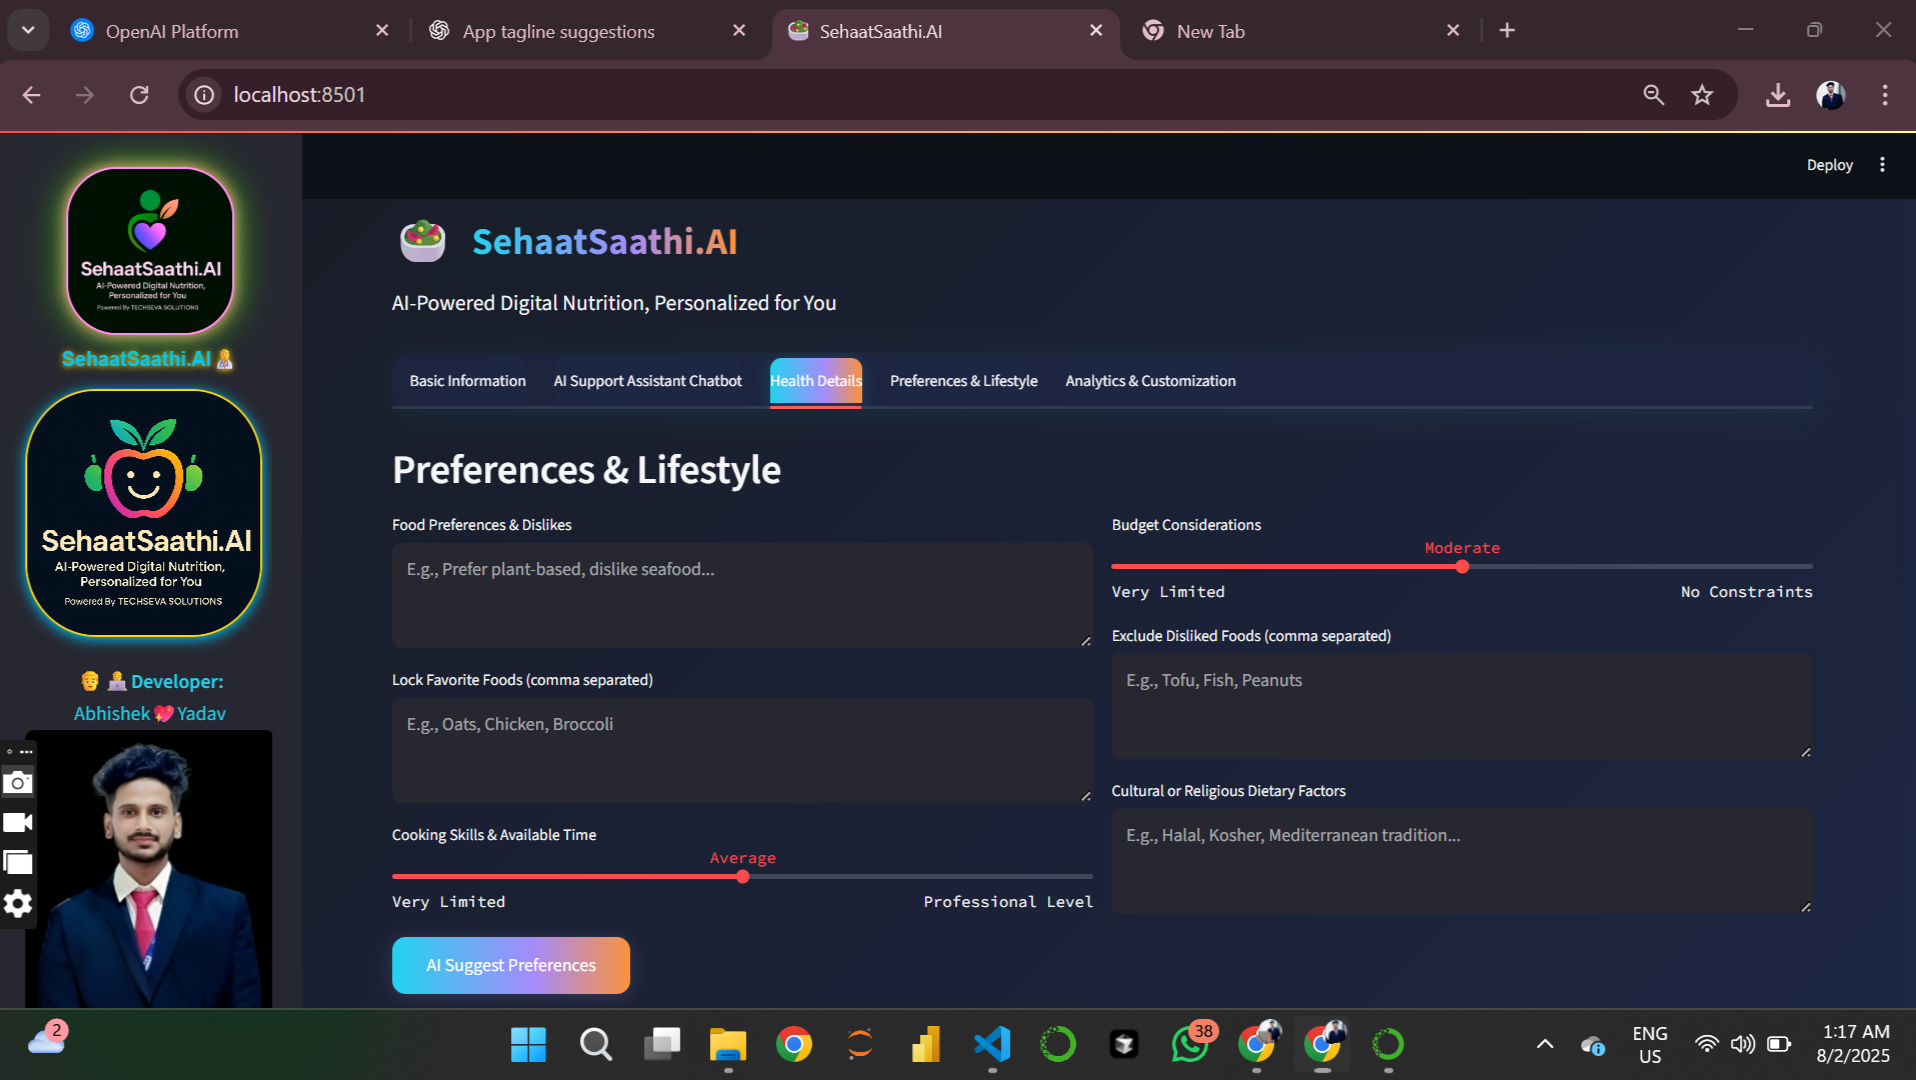 OpenAI Platform
App tagline suggestions
SehaatSaathi.AI
New Tab
localhost:8501
Deploy
SehaatSaathi.AI
AI-Powered Digital Nutrition,
Personalized for You
Powered By TECHSEVA SOLUTIONS
SehaatSaathi.AI
SehaatSaathi.AI
AI-Powered Digital Nutrition,
Personalized for You
Powered By TECHSEVA SOLUTIONS
Developer:
Abhishek Yadav
SehaatSaathi.AI
AI-Powered Digital Nutrition, Personalized for You
Basic Information
AI Support Assistant Chatbot
Health Details
Preferences & Lifestyle
Analytics & Customization
Preferences & Lifestyle
Food Preferences & Dislikes
E.g., Prefer plant-based, dislike seafood...
Lock Favorite Foods (comma separated)
E.g., Oats, Chicken, Broccoli
Cooking Skills & Available Time
Average
Very Limited
Professional Level
AI Suggest Preferences
Budget Considerations
Moderate
Very Limited
No Constraints
Exclude Disliked Foods (comma separated)
E.g., Tofu, Fish, Peanuts
Cultural or Religious Dietary Factors
E.g., Halal, Kosher, Mediterranean tradition...
2
38
ENG
US
1:17 AM
8/2/2025